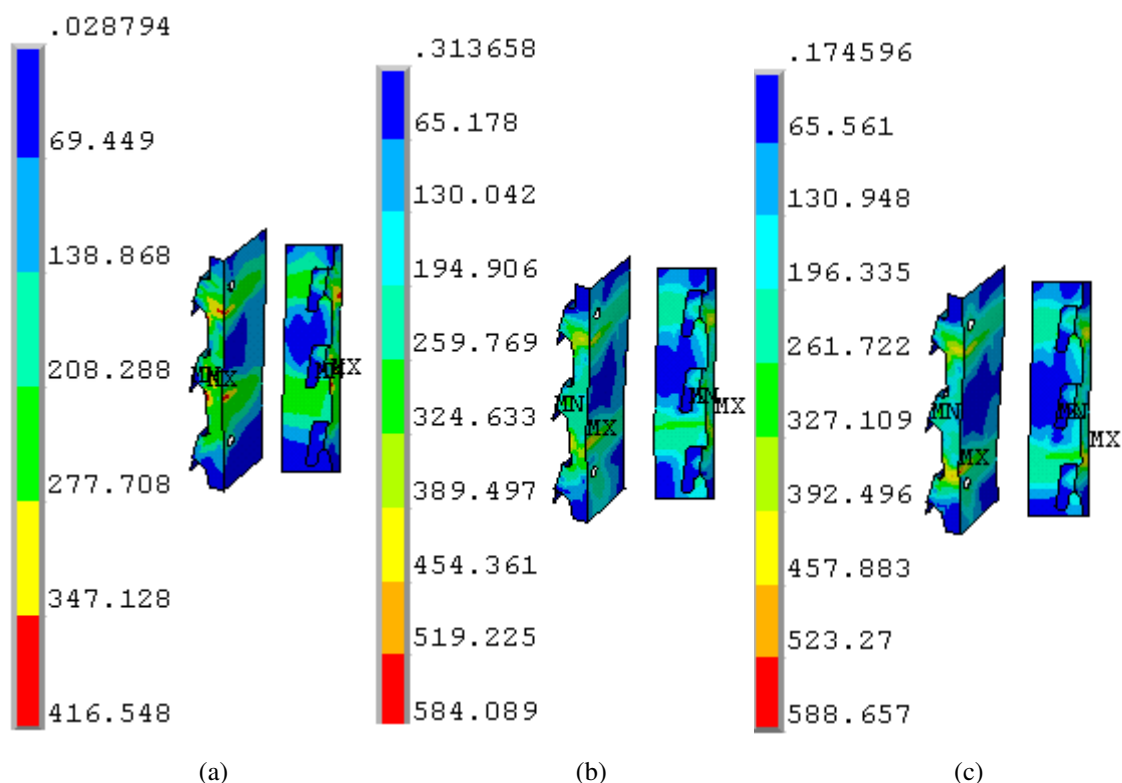 .028794
69.449
138.868
208.288
277.708
347.128
416.548
MN
MX
MN
MX
(a)
.313658
65.178
130.042
194.906
259.769
324.633
389.497
454.361
519.225
584.089
MN
MX
MN
MX
(b)
.174596
65.561
130.948
196.335
261.722
327.109
392.496
457.883
523.27
588.657
MN
MX
MN
MX
(c)